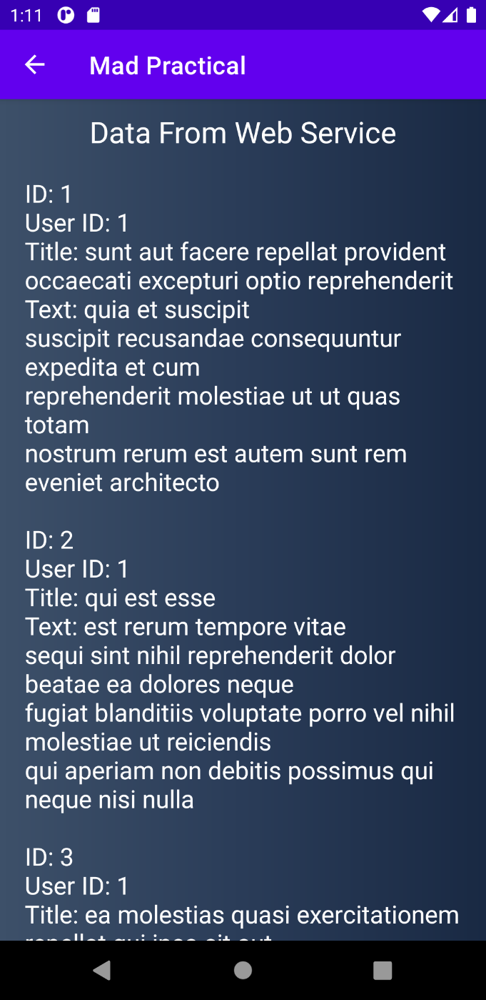 1:11
Mad Practical
Data From Web Service
ID: 1
User ID: 1
Title: sunt aut facere repellat provident
occaecati excepturi optio reprehenderit
Text: quia et suscipit
suscipit recusandae consequuntur
expedita et cum
reprehenderit molestiae ut ut quas
totam
nostrum rerum est autem sunt rem
eveniet architecto
ID: 2
User ID: 1
Title: qui est esse
Text: est rerum tempore vitae
sequi sint nihil reprehenderit dolor
beatae ea dolores neque
fugiat blanditiis voluptate porro vel nihil
molestiae ut reiciendis
qui aperiam non debitis possimus qui
neque nisi nulla
ID: 3
User ID: 1
Title: ea molestias quasi exercitationem